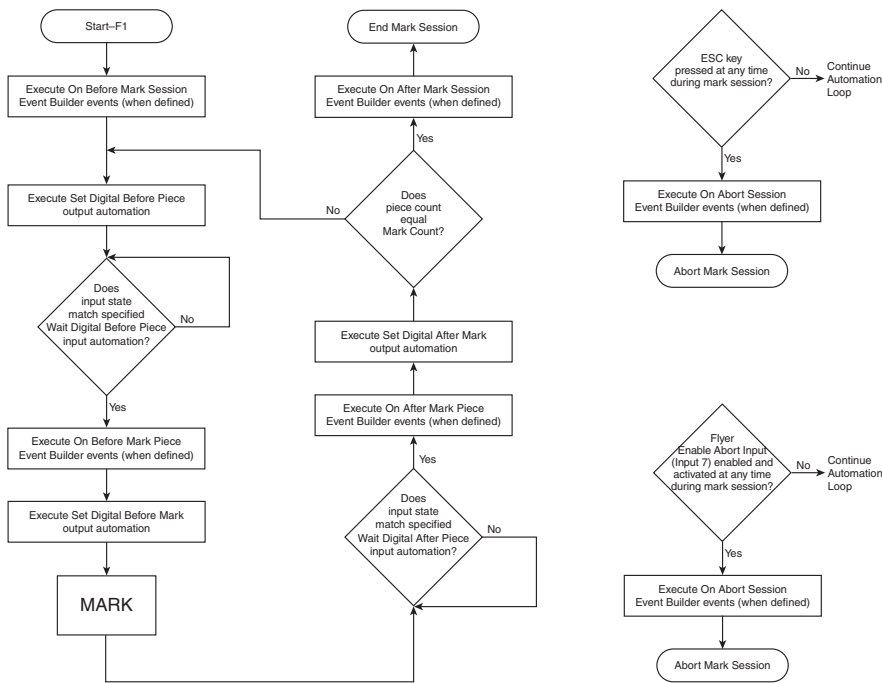 Start–F1
Execute On Before Mark Session
Event Builder events (when defined)
Execute Set Digital Before Piece
output automation
Does
input state
match specified
Wait Digital Before Piece
input automation?
No
Yes
Execute On Before Mark Piece
Event Builder events (when defined)
Execute Set Digital Before Mark
output automation
MARK
End Mark Session
Execute On After Mark Session
Event Builder events (when defined)
Yes
Does
piece count
equal
Mark Count?
No
Execute Set Digital After Mark
output automation
Execute On After Mark Piece
Event Builder events (when defined)
Yes
Does
input state
match specified
Wait Digital After Piece
input automation?
No
ESC key
pressed at any time
during mark session?
No
Continue
Automation
Loop
Yes
Execute On Abort Session
Event Builder events (when defined)
Abort Mark Session
Flyer
Enable Abort Input
(Input 7) enabled and
activated at any time
during mark session?
No
Continue
Automation
Loop
Yes
Execute On Abort Session
Event Builder events (when defined)
Abort Mark Session